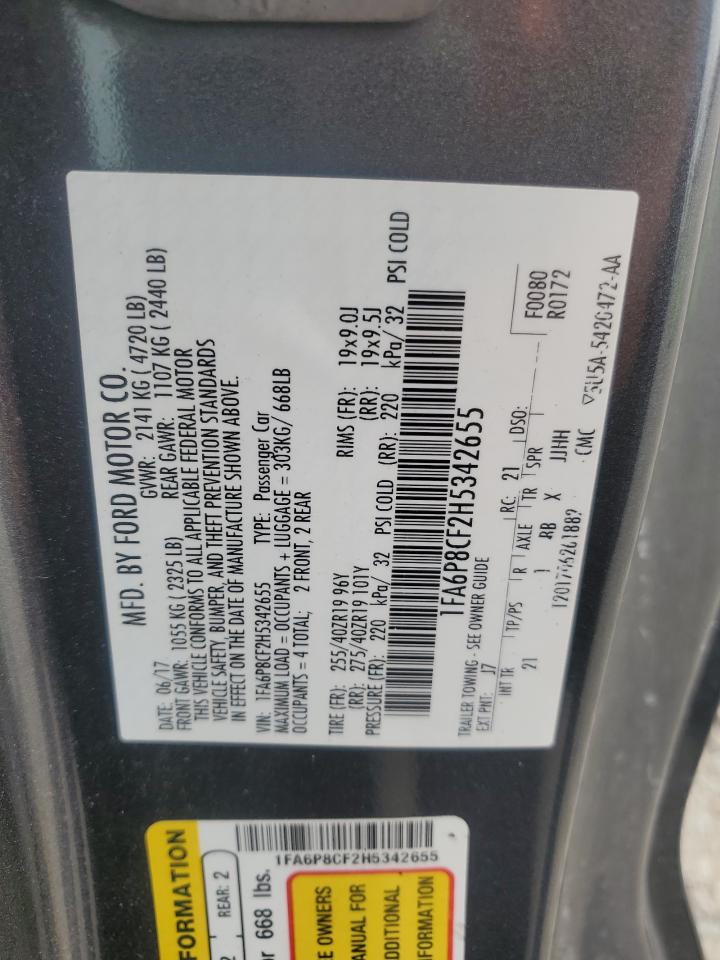 MFD. BY FORD MOTOR CO.
DATE: 06/17 GVWR: 2141 KG ( 4720 LB)
FRONT GAWR: 1055 KG ( 2325 LB) REAR GAWR: 1107 KG ( 2440 LB)
THIS VEHICLE CONFORMS TO ALL APPLICABLE FEDERAL MOTOR
VEHICLE SAFETY, BUMPER, AND THEFT PREVENTION STANDARDS
IN EFFECT ON THE DATE OF MANUFACTURE SHOWN ABOVE.
VIN: 1FA6P8CF2H5342655 TYPE: Passenger Car
MAXIMUM LOAD = OCCUPANTS + LUGGAGE = 303KG/ 668LB
OCCUPANTS = 4 TOTAL; 2 FRONT, 2 REAR
TIRE (FR): 255/40ZR19 96Y RIMS (FR): 19x9.0J
(RR): 275/40ZR19 101Y (RR): 19x9.5J
PRESSURE (FR): 220 kPa/ 32 PSI COLD (RR): 220 kPa/ 32 PSI COLD
1FA6P8CF2H5342655
TRAILER TOWING - SEE OWNER GUIDE
EXT PNT: J7 RC: 21 DSO: F0080
INT TR TP/PS R AXLE TR SPR R0172
21 1 BB X JJHH
CMC
5U5A-5420472-AA
FORMATION
REAR: 2
2
or 668 lbs.
1FA6P8CF2H5342655
E OWNERS
ANUAL FOR
DDITIONAL
FORMATION